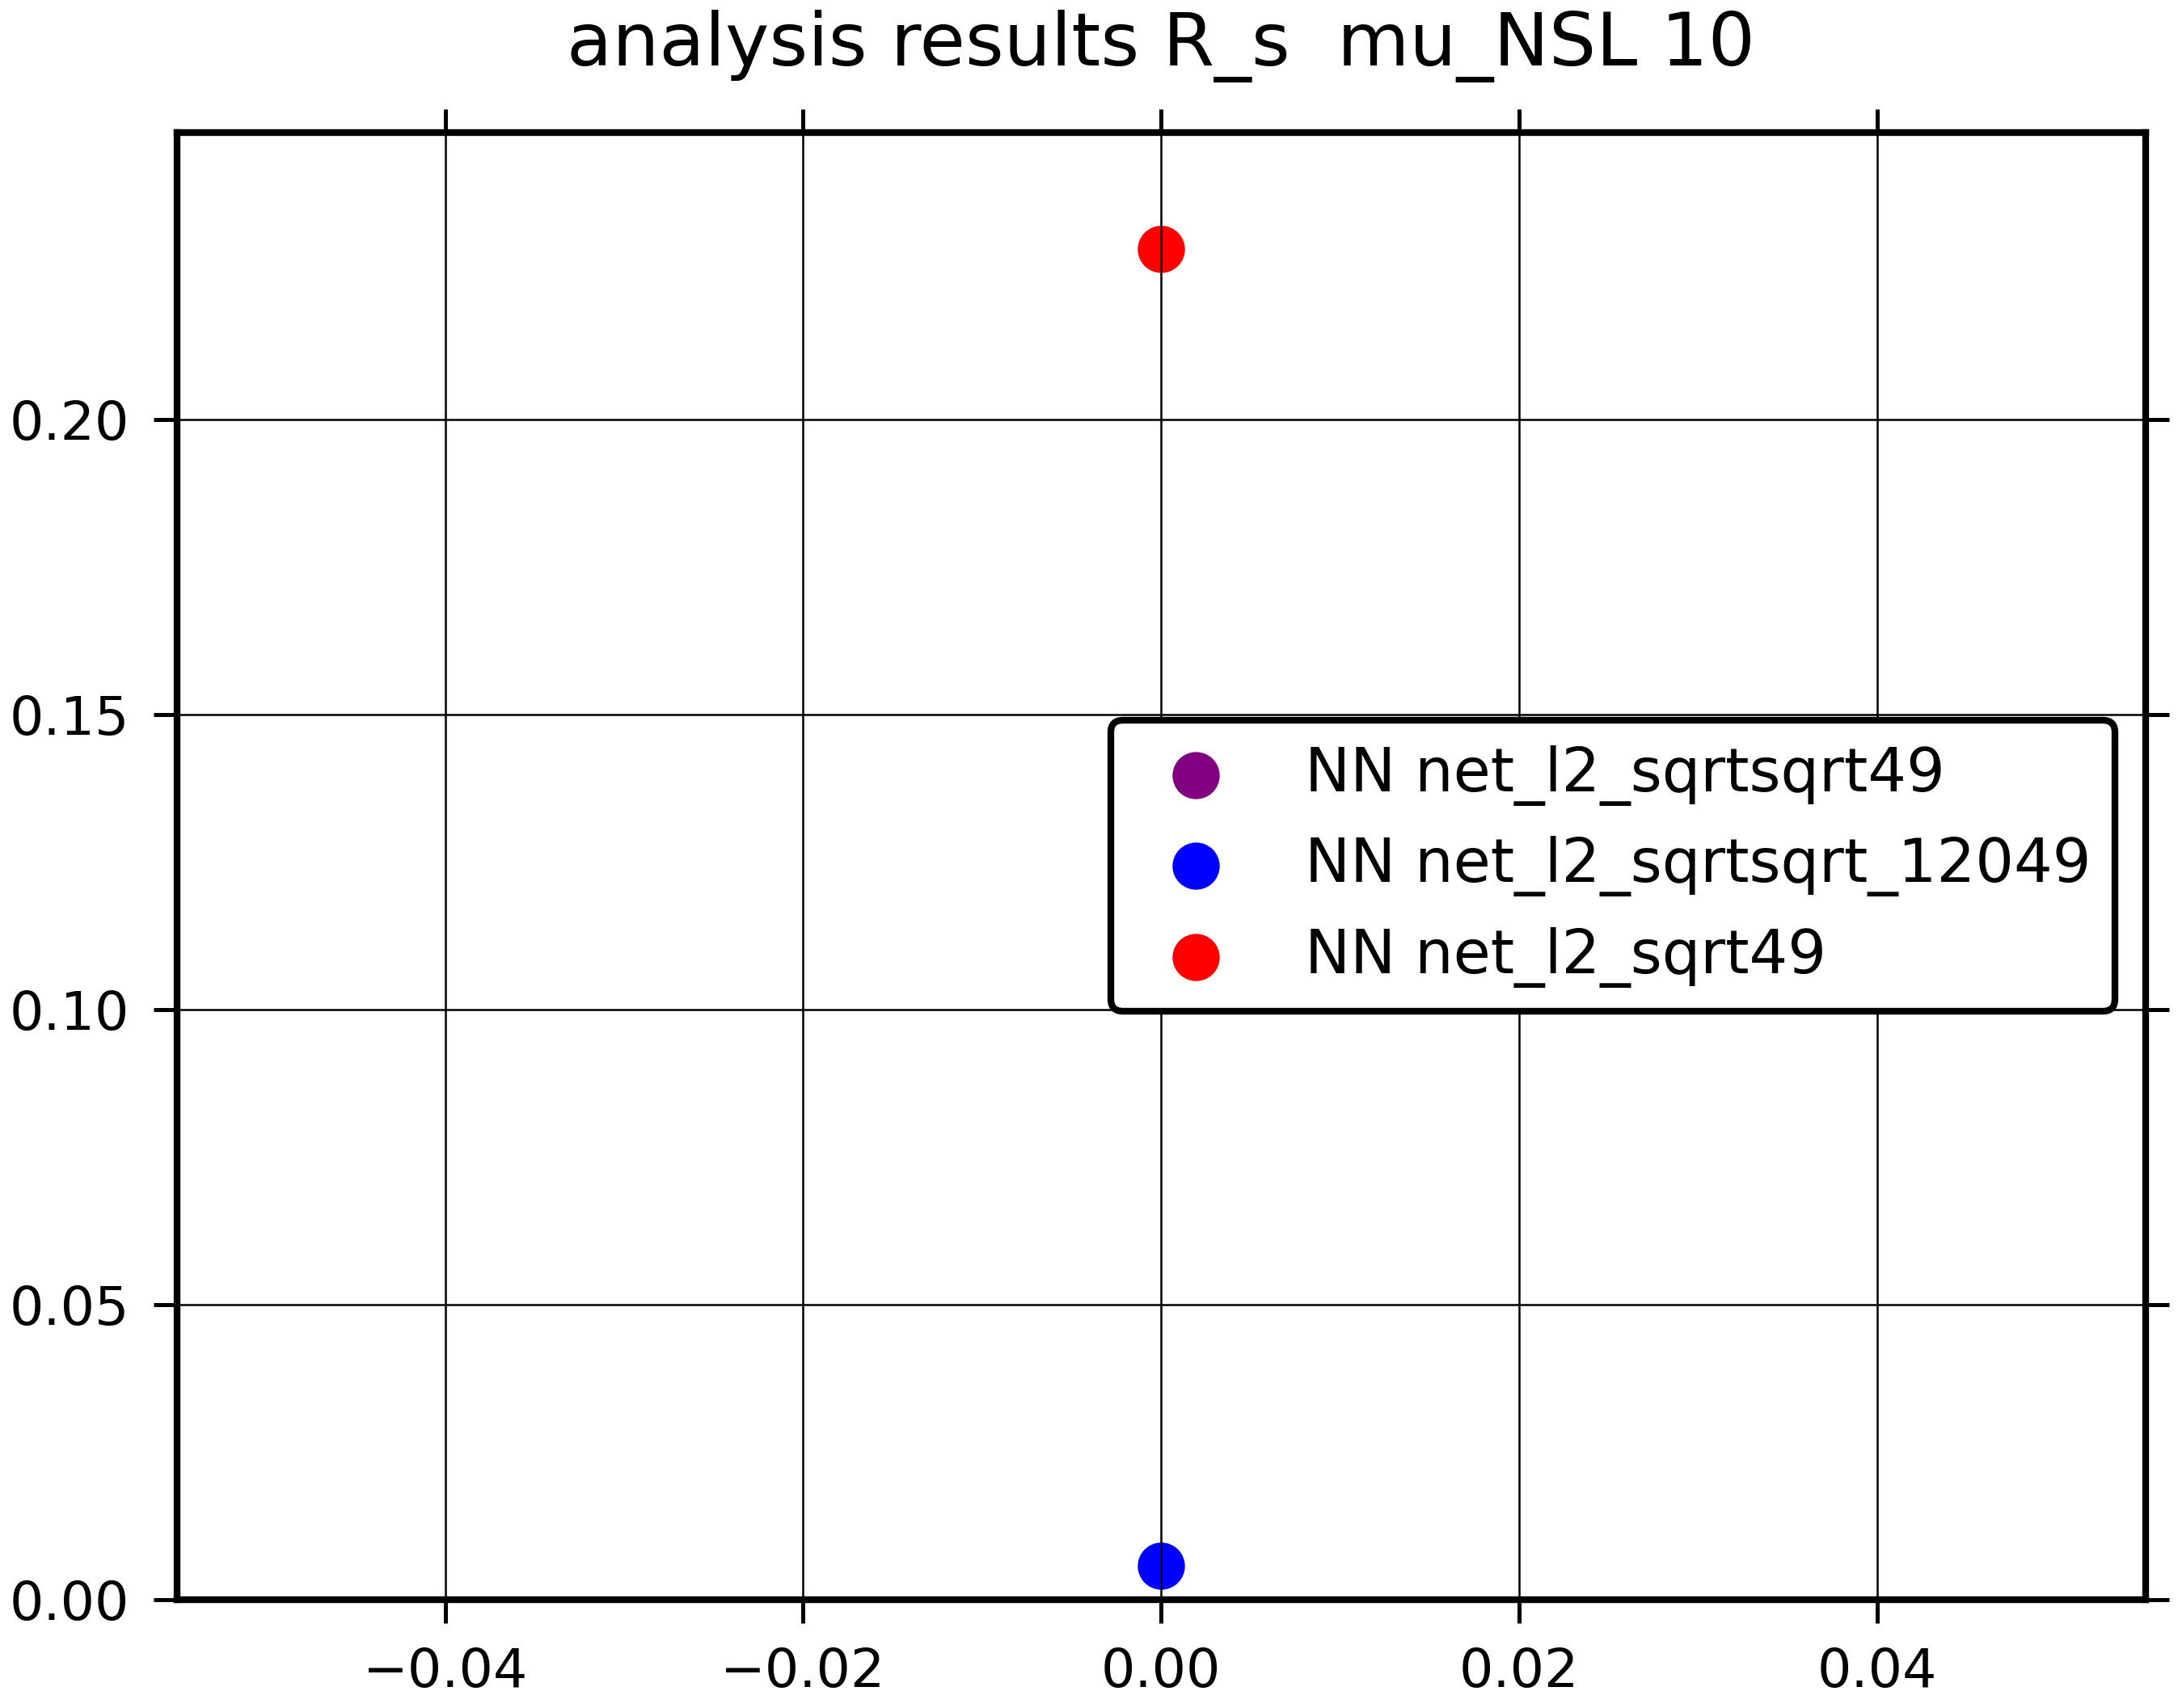 analysis results R_s  mu_NSL 10
0.20
0.15
NN net_l2_sqrtsqrt49
NN net_l2_sqrtsqrt_12049
NN net_l2_sqrt49
0.10
0.05
0.00
−0.04 −0.02 0.00 0.02 0.04